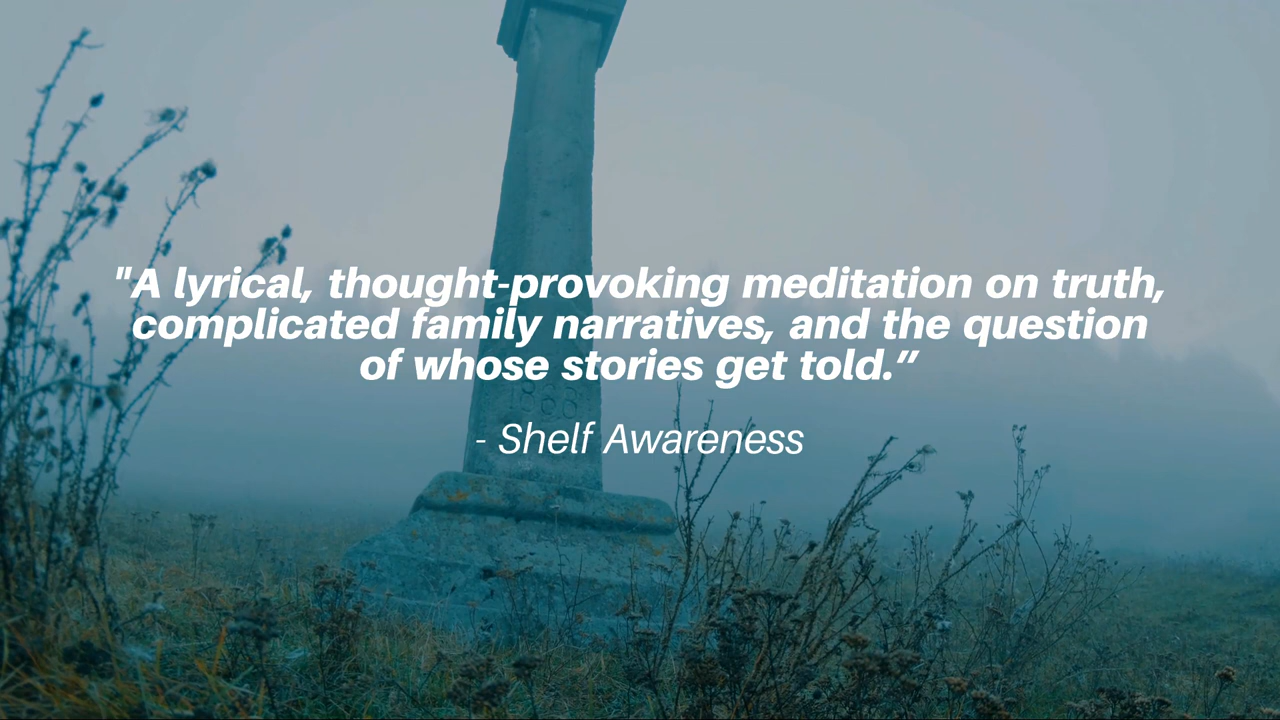 "A lyrical, thought-provoking meditation on truth,
complicated family narratives, and the question
of whose stories get told.”
- Shelf Awareness
1868